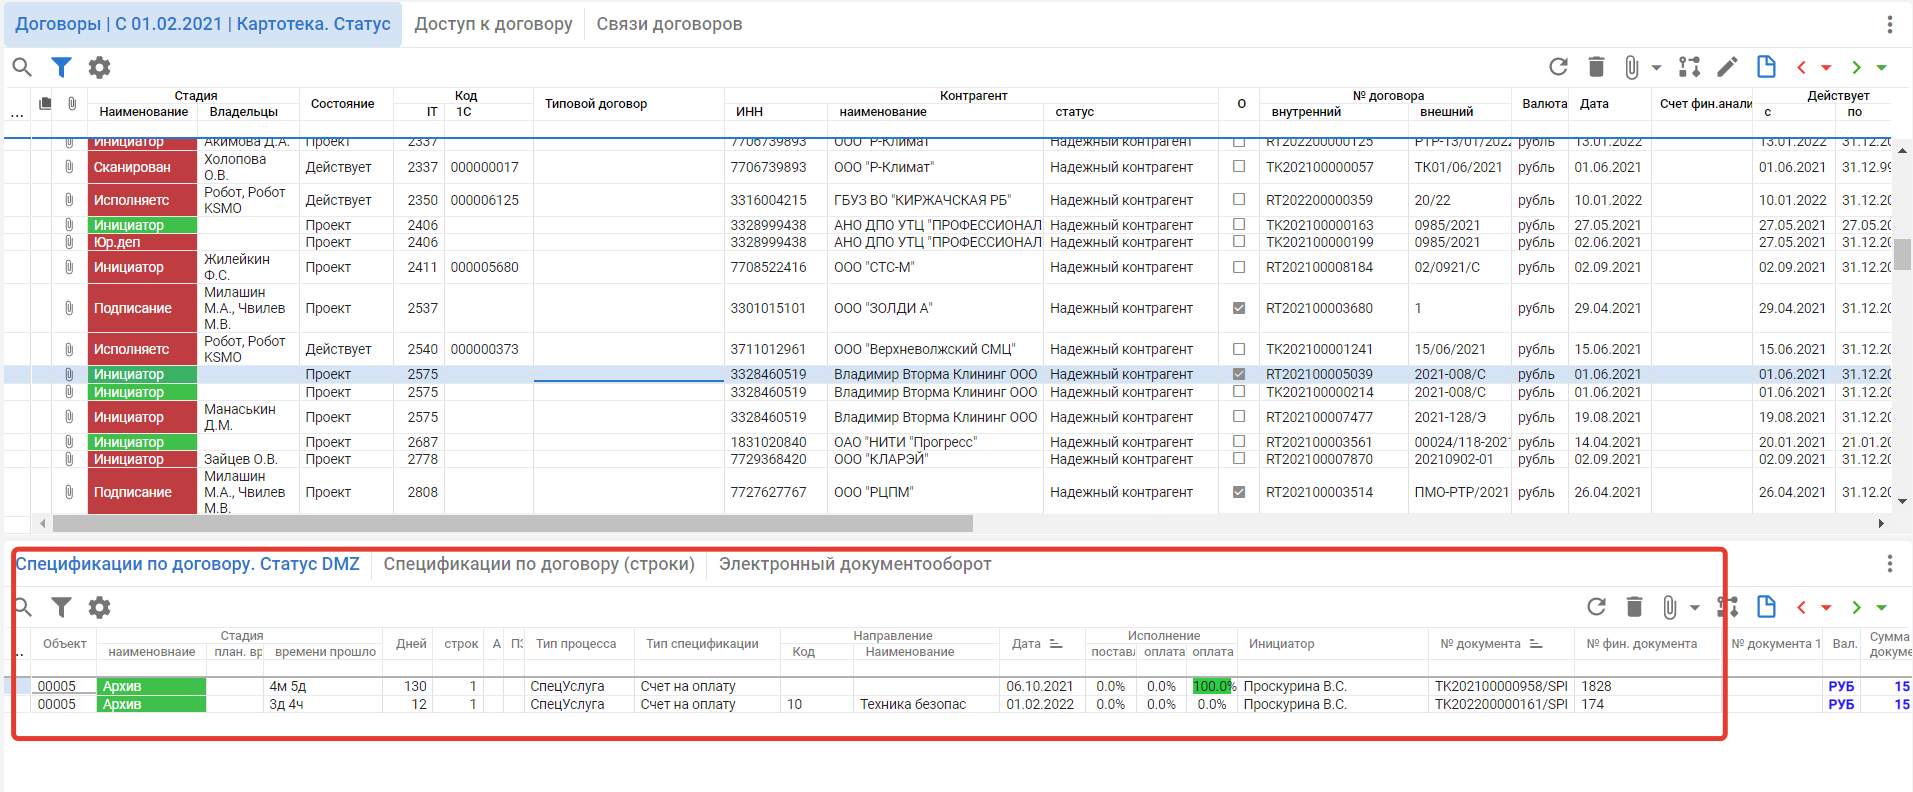 Договоры | С 01.02.2021 | Картотека. Статус Доступ к договору Связи договоров
Стадия Состояние Код Типовой договор Контрагент О № договора Валюта Дата Счет фин.анали Действует
... Наименование Владельцы IT 1С ИНН наименование статус внутренний внешний с по
Инициатор Акимова Д.А. Проект 2337 7706739893 ООО "Р-Климат" Надежный контрагент RT202200000125 РТР-13/01/2022 рубль 13.01.2022 13.01.2022 31.12.20
Сканирован Холопова О.В. Действует 2337 000000017 7706739893 ООО "Р-Климат" Надежный контрагент TK202100000057 ТК01/06/2021 рубль 01.06.2021 01.06.2021 31.12.99
Исполняетс Робот, Робот KSMO Действует 2350 000006125 3316004215 ГБУЗ ВО "КИРЖАЧСКАЯ РБ" Надежный контрагент RT202200000359 20/22 рубль 10.01.2022 10.01.2022 31.12.20
Инициатор Проект 2406 3328999438 АНО ДПО УТЦ "ПРОФЕССИОНАЛ Надежный контрагент TK202100000163 0985/2021 рубль 27.05.2021 27.05.2021 27.05.20
Юр.деп Проект 2406 3328999438 АНО ДПО УТЦ "ПРОФЕССИОНАЛ Надежный контрагент TK202100000199 0985/2021 рубль 02.06.2021 27.05.2021 31.12.20
Инициатор Жилейкин Ф.С. Проект 2411 000005680 7708522416 ООО "СТС-М" Надежный контрагент RT202100008184 02/0921/С рубль 02.09.2021 02.09.2021 31.12.20
Подписание Милашин М.А., Чвилев М.В. Проект 2537 3301015101 ООО "ЗОЛДИ А" Надежный контрагент RT202100003680 1 рубль 29.04.2021 29.04.2021 31.12.20
Исполняетс Робот, Робот KSMO Действует 2540 000000373 3711012961 ООО "Верхневолжский СМЦ" Надежный контрагент TK202100001241 15/06/2021 рубль 15.06.2021 15.06.2021 31.12.20
Инициатор Проект 2575 3328460519 Владимир Вторма Клининг ООО Надежный контрагент RT202100005039 2021-008/С рубль 01.06.2021 01.06.2021 31.12.20
Инициатор Проект 2575 3328460519 Владимир Вторма Клининг ООО Надежный контрагент TK202100000214 2021-008/С рубль 01.06.2021 01.06.2021 31.12.20
Инициатор Манаськин Д.М. Проект 2575 3328460519 Владимир Вторма Клининг ООО Надежный контрагент RT202100007477 2021-128/Э рубль 19.08.2021 19.08.2021 31.12.20
Инициатор Проект 2687 1831020840 ОАО "НИТИ "Прогресс" Надежный контрагент RT202100003561 00024/118-2021 рубль 14.04.2021 20.01.2021 21.01.20
Инициатор Зайцев О.В. Проект 2778 7729368420 ООО "КЛАРЭЙ" Надежный контрагент RT202100007870 20210902-01 рубль 02.09.2021 02.09.2021 31.12.20
Подписание Милашин М.А., Чвилев М.В. Проект 2808 7727627767 ООО "РЦПМ" Надежный контрагент RT202100003514 ПМО-РТР/2021 рубль 26.04.2021 26.04.2021 31.12.20
Спецификации по договору. Статус DMZ Спецификации по договору (строки) Электронный документооборот
Объект Стадия Дней строк А ПЗ Тип процесса Тип спецификации Направление Дата Исполнение Инициатор № документа № фин. документа № документа 1 Вал. Сумма
.. наименовнаие план. вр времени прошло Код Наименование постав оплата оплата докуме
00005 Архив 4м 5д 130 1 СпецУслуга Счет на оплату 06.10.2021 0.0% 0.0% 100.0% Проскурина В.С. TK202100000958/SPI 1828 РУБ 15
00005 Архив 3д 4ч 12 1 СпецУслуга Счет на оплату 10 Техника безопас 01.02.2022 0.0% 0.0% 0.0% Проскурина В.С. TK202200000161/SPI 174 РУБ 15